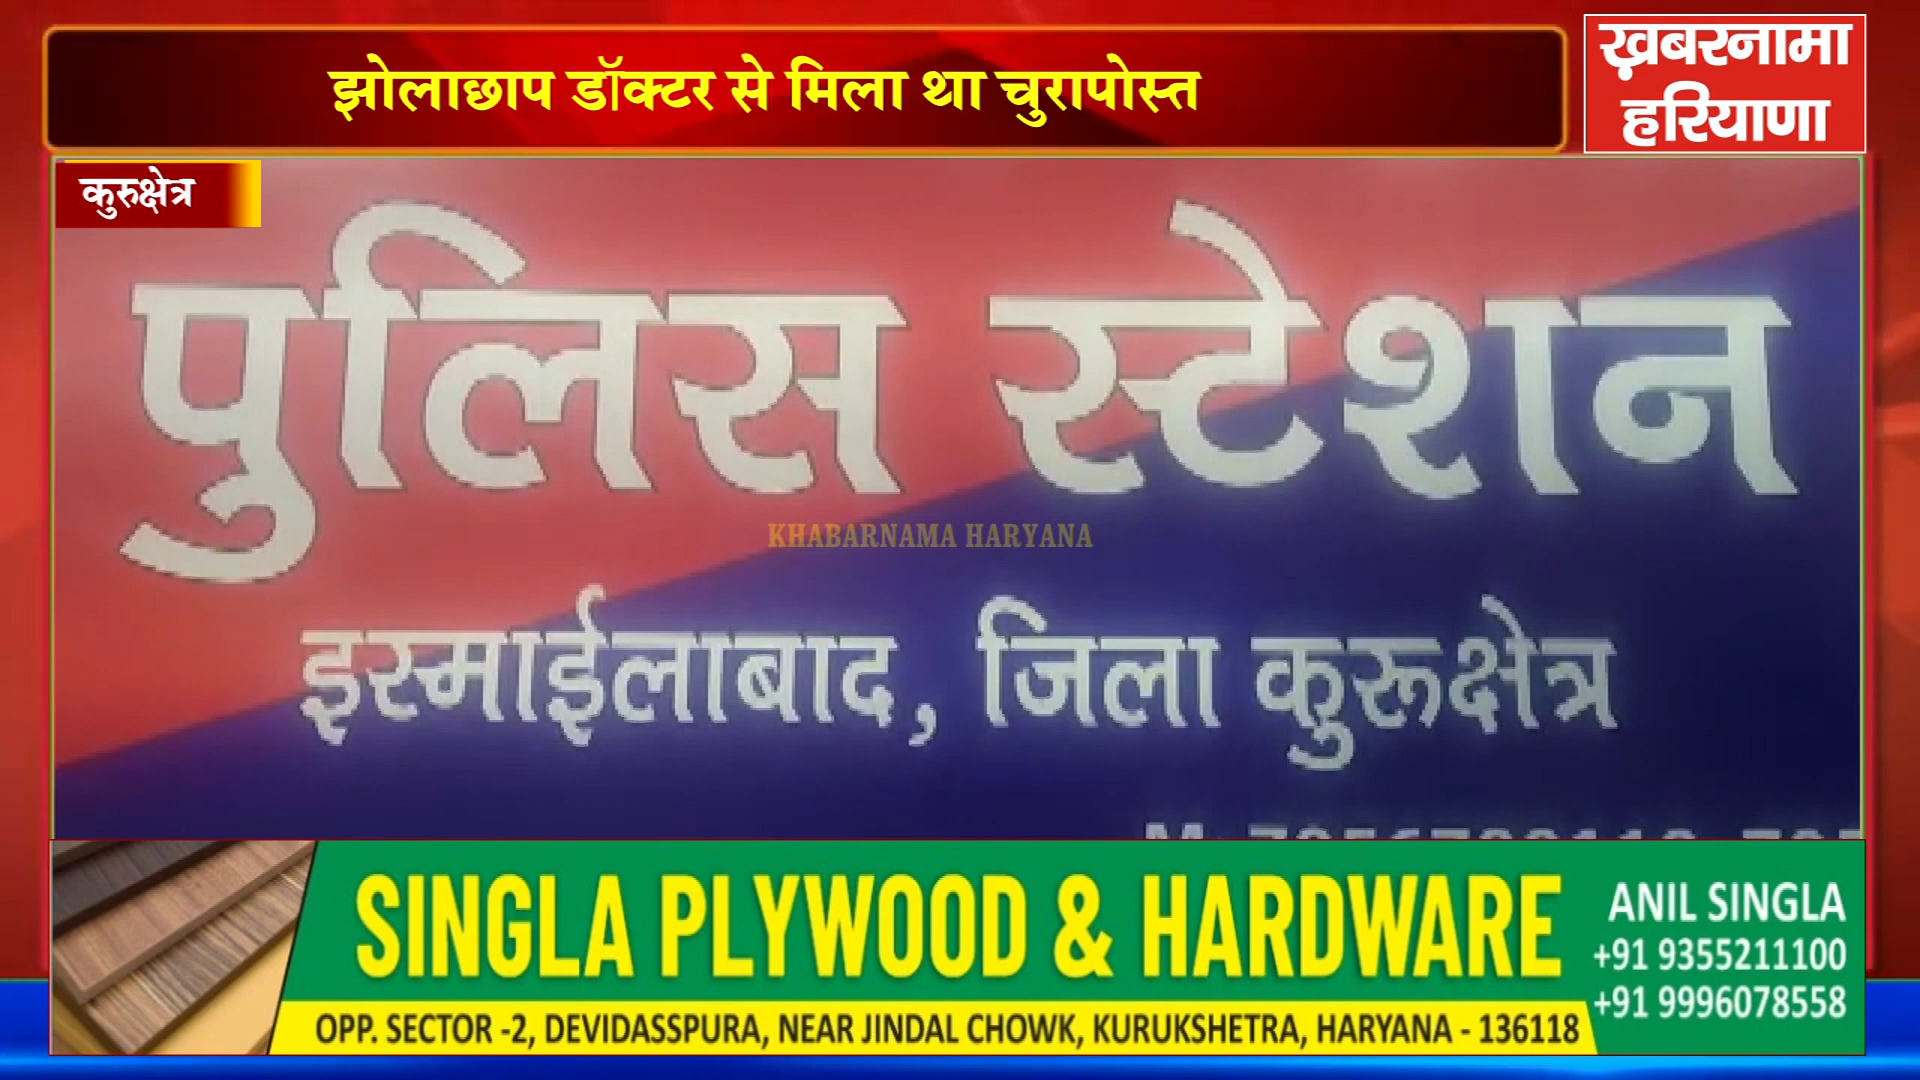 झोलाछाप डॉक्टर से मिला था चुरापोस्त
ख़बरनामा
हरियाणा
कुरुक्षेत्र
पुलिस स्टेशन
KHABARNAMA HARYANA
इस्माईलाबाद, जिला कुरूक्षेत्र
SINGLA PLYWOOD & HARDWARE
ANIL SINGLA
+91 9355211100
+91 9996078558
OPP. SECTOR -2, DEVIDASSPURA, NEAR JINDAL CHOWK, KURUKSHETRA, HARYANA - 136118